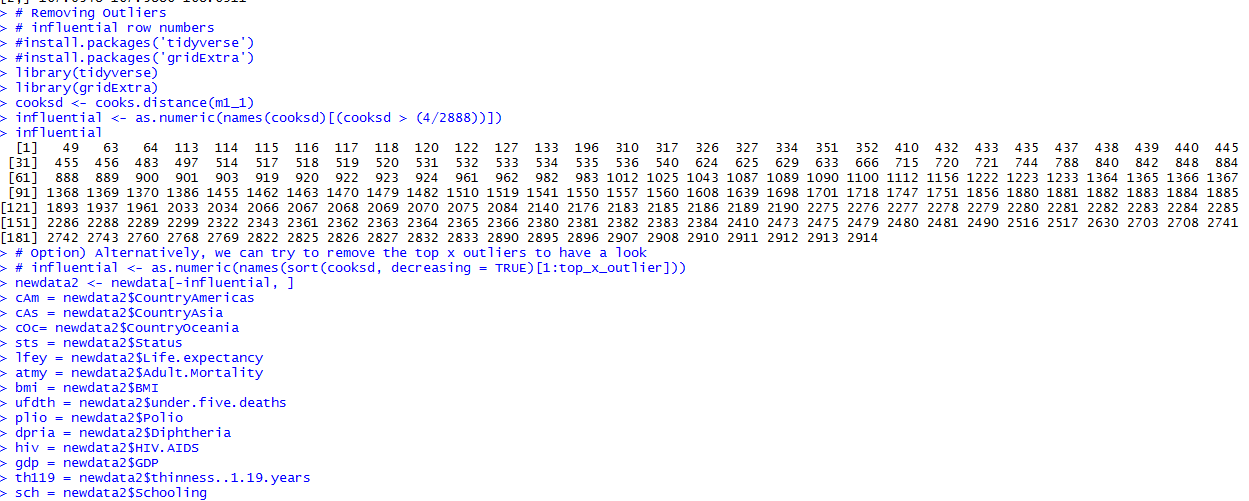 > # Removing Outliers
> # influential row numbers
> #install.packages('tidyverse')
> #install.packages('gridExtra')
> library(tidyverse)
> library(gridExtra)
> cooksd <- cooks.distance(m1_1)
> influential <- as.numeric(names(cooksd)[(cooksd > (4/2888))])
> influential
[1] 49 63 64 113 114 115 116 117 118 120 122 127 133 196 310 317 326 327 334 351 352 410 432 433 435 437 438 439 440 445
[31] 455 456 483 497 514 517 518 519 520 531 532 533 534 535 536 540 624 625 629 633 666 715 720 721 744 788 840 842 848 884
[61] 888 889 900 901 903 919 920 922 923 924 961 962 982 983 1012 1025 1043 1087 1089 1090 1100 1112 1156 1222 1223 1233 1364 1365 1366 1367
[91] 1368 1369 1370 1386 1455 1462 1463 1470 1479 1482 1510 1519 1541 1550 1557 1560 1608 1639 1698 1701 1718 1747 1751 1856 1880 1881 1882 1883 1884 1885
[121] 1893 1937 1961 2033 2034 2066 2067 2068 2069 2070 2075 2084 2140 2176 2183 2185 2186 2189 2190 2275 2276 2277 2278 2279 2280 2281 2282 2283 2284 2285
[151] 2286 2288 2289 2299 2322 2343 2361 2362 2363 2364 2365 2366 2380 2381 2382 2383 2384 2410 2473 2475 2479 2480 2481 2490 2516 2517 2630 2703 2708 2741
[181] 2742 2743 2760 2768 2769 2822 2825 2826 2827 2832 2833 2890 2895 2896 2907 2908 2910 2911 2912 2913 2914
> # Option) Alternatively, we can try to remove the top x outliers to have a look
> # influential <- as.numeric(names(sort(cooksd, decreasing = TRUE)[1:top_x_outlier]))
> newdata2 <- newdata[-influential, ]
> cAm = newdata2$CountryAmericas
> cAs = newdata2$CountryAsia
> cOc= newdata2$CountryOceania
> sts = newdata2$Status
> lfey = newdata2$Life.expectancy
> atmy = newdata2$Adult.Mortality
> bmi = newdata2$BMI
> ufdth = newdata2$under.five.deaths
> plio = newdata2$Polio
> dpria = newdata2$Diphtheria
> hiv = newdata2$HIV.AIDS
> gdp = newdata2$GDP
> th119 = newdata2$thinness..1.19.years
> sch = newdata2$Schooling